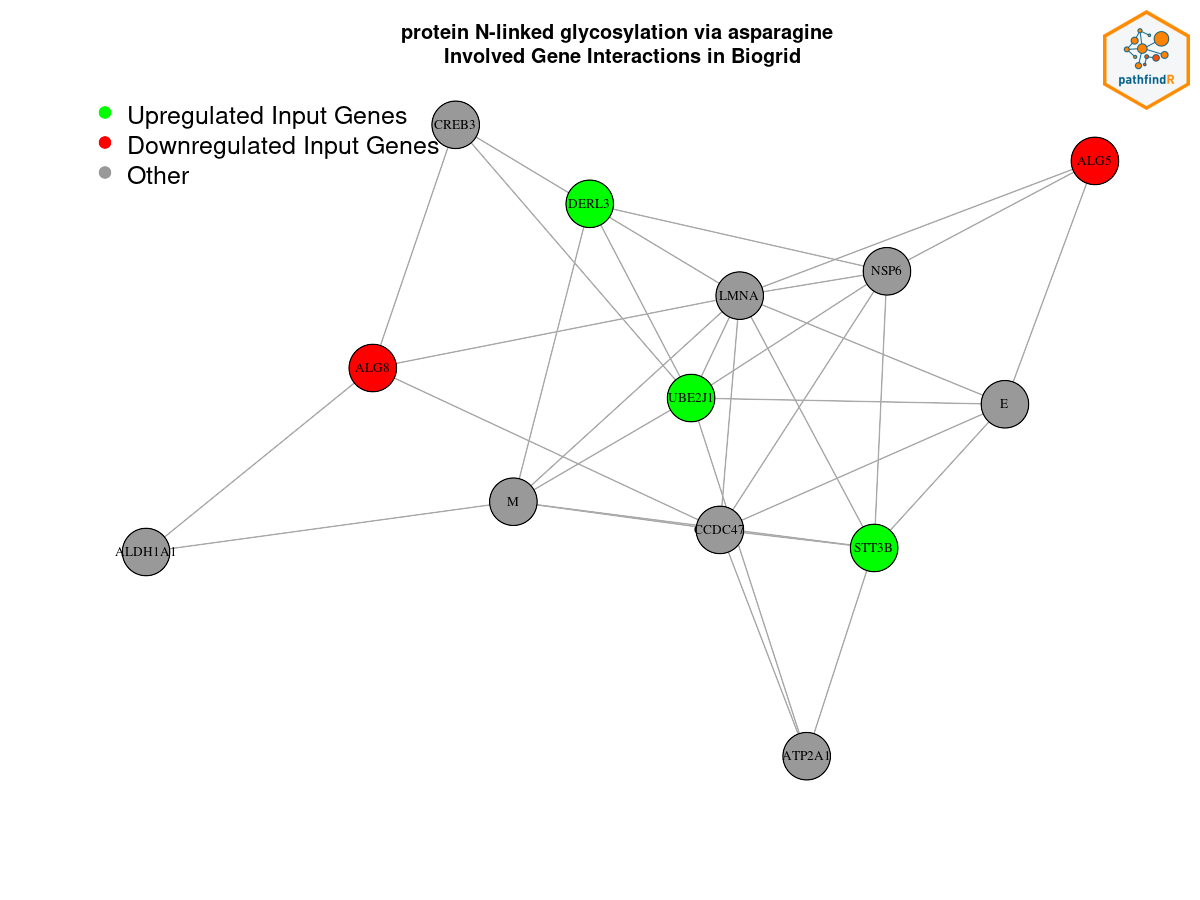 protein N-linked glycosylation via asparagine
Involved Gene Interactions in Biogrid
pathfindR
Upregulated Input Genes
Downregulated Input Genes
Other
CREB3
ALG5
DERL3
NSP6
LMNA
ALG8
UBE2J1
E
M
CCDC47
STT3B
ALDH1A1
ATP2A1